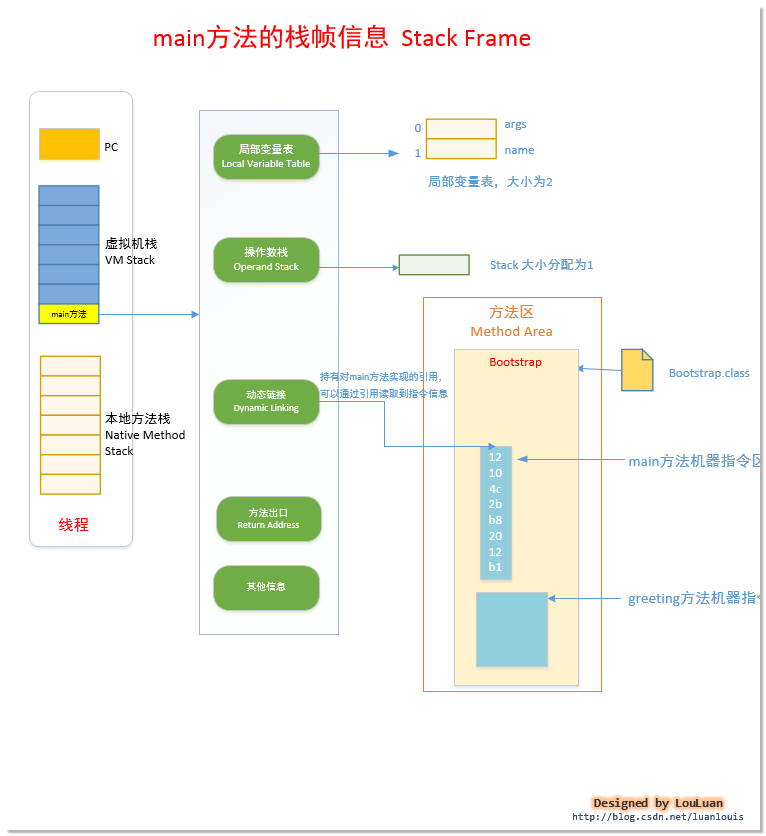 main方法的栈帧信息 Stack Frame
PC
虚拟机栈
VM Stack
main方法
本地方法栈
Native Method
Stack
线程
局部变量表
Local Variable Table
操作数栈
Operand Stack
动态链接
Dynamic Linking
方法出口
Return Address
其他信息
0
args
1
name
局部变量表，大小为2
Stack 大小分配为1
持有对main方法实现的引用，
可以通过引用读取到指令信息
方法区
Method Area
Bootstrap
Bootstrap.class
12
10
4c
2b
b8
20
12
b1
main方法机器指令区
greeting方法机器指令
Designed by LouLuan
http://blog.csdn.net/luanlouis